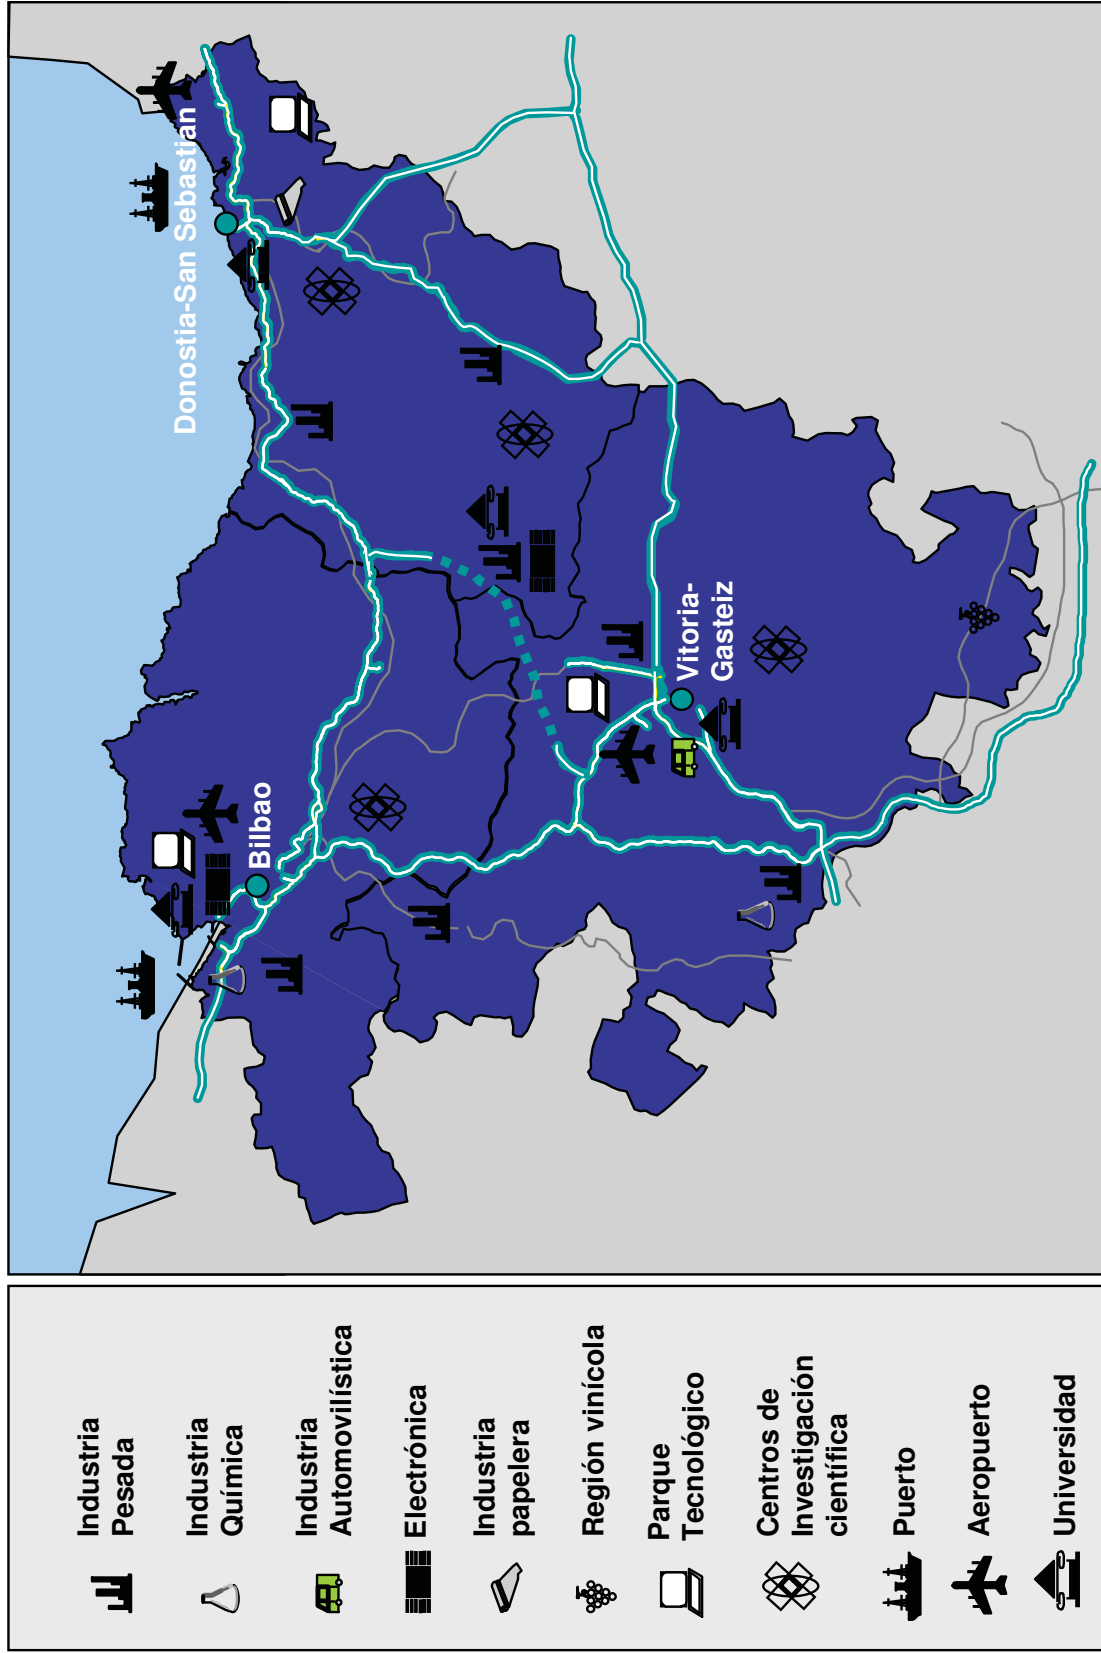 Donostia-San Sebastian
Bilbao
Vitoria-
Gasteiz
Industria
Pesada
Industria
Química
Industria
Automovilística
Electrónica
Industria
papelera
Región vinícola
Parque
Tecnológico
Centros de
Investigación
científica
Puerto
Aeropuerto
Universidad